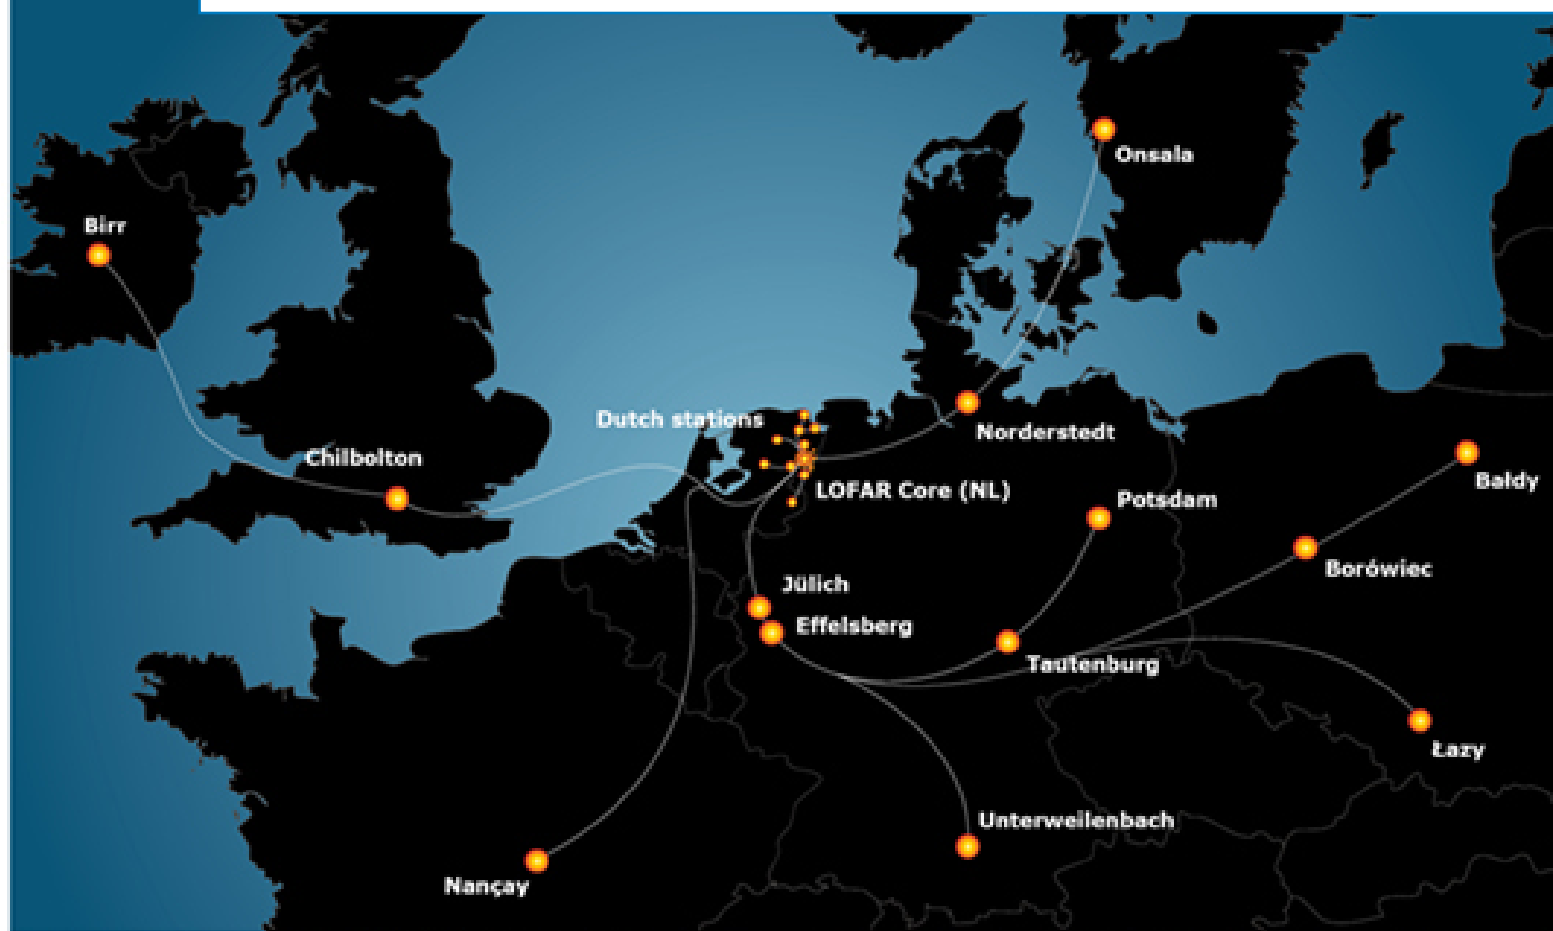 Onsala
Birr
Dutch stations
Norderstedt
Chilbolton
Bałdy
LOFAR Core (NL)
Potsdam
Borówiec
Jülich
Effelsberg
Tautenburg
Łazy
Unterweilenbach
Nançay